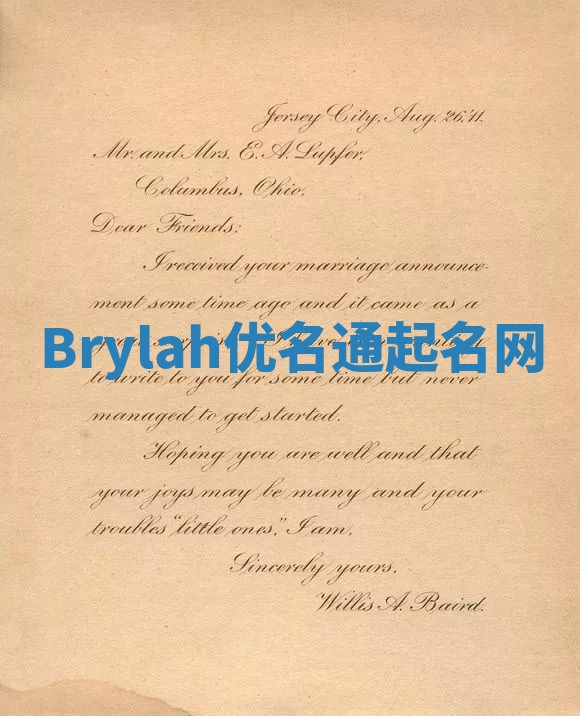 Jersey City, Aug. 26, '11.
Mr. and Mrs. E. A. Lupfer,
Columbus, Ohio.
Dear Friends:
I received your marriage announce-
ment some time ago and it came as a
Brylah优名通起名网
to write to you for some time but never
managed to get started.
Hoping you are well and that
your joys may be many and your
troubles "little ones," I am,
Sincerely yours,
Willis A. Baird.